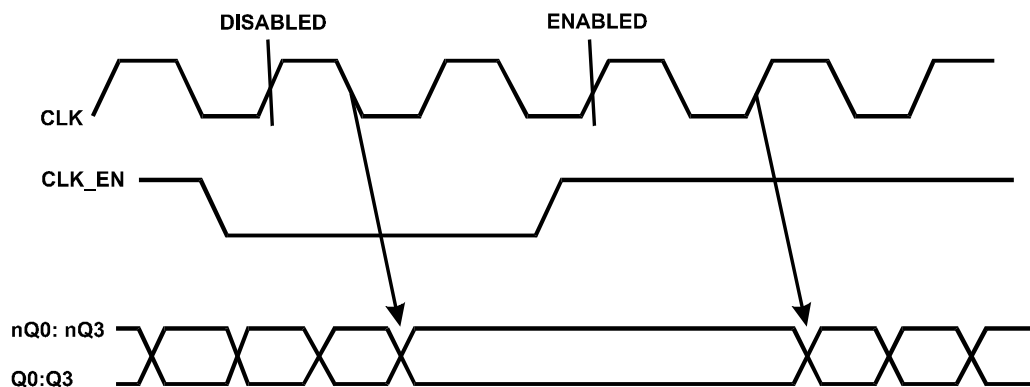 DISABLED
ENABLED
CLK
CLK_EN
nQ0: nQ3
Q0:Q3